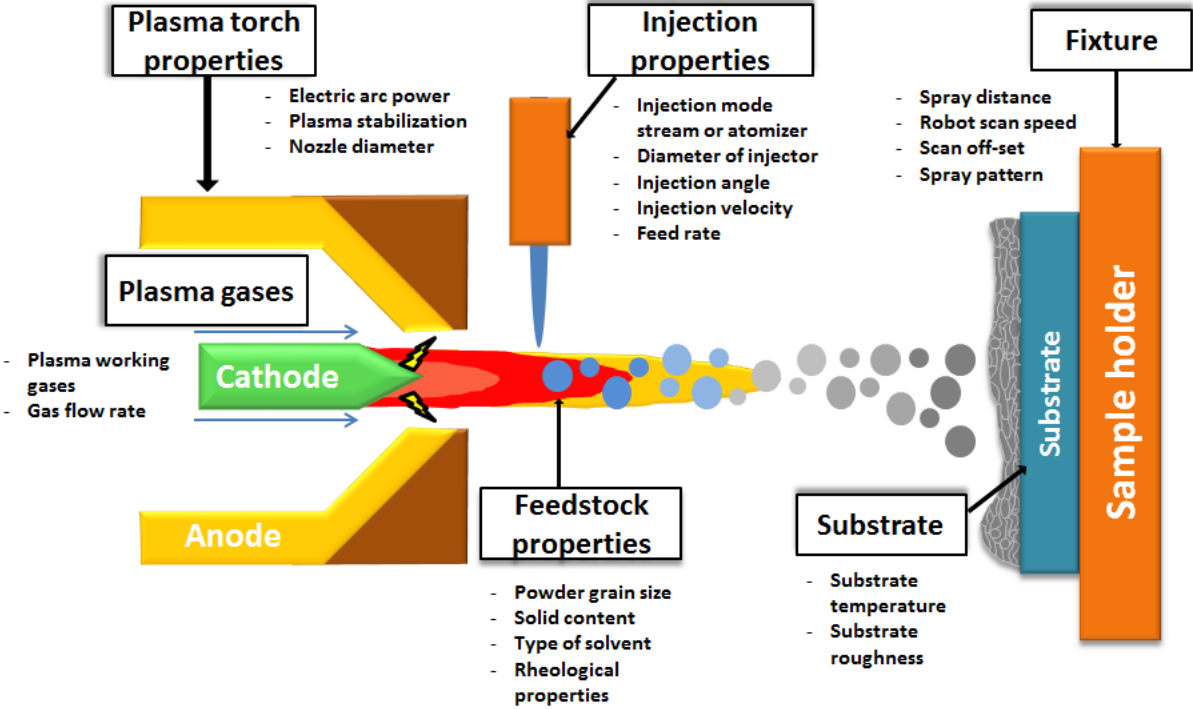 Plasma torch
properties
- Electric arc power
- Plasma stabilization
- Nozzle diameter
Injection
properties
- Injection mode
stream or atomizer
- Diameter of injector
- Injection angle
- Injection velocity
- Feed rate
Fixture
- Spray distance
- Robot scan speed
- Scan off-set
- Spray pattern
Plasma gases
- Plasma working
gases
- Gas flow rate
Cathode
Anode
Feedstock
properties
- Powder grain size
- Solid content
- Type of solvent
- Rheological
properties
Substrate
- Substrate
temperature
- Substrate
roughness
Substrate
Sample holder